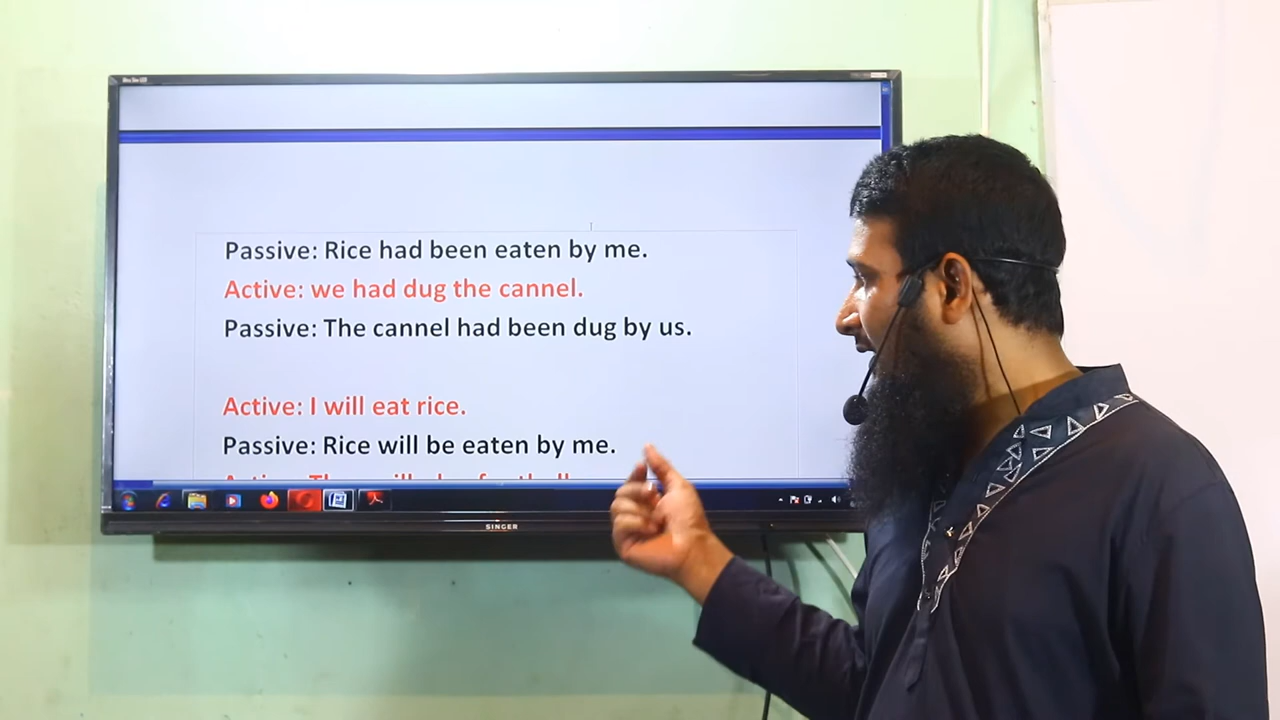 Passive: Rice had been eaten by me.
Active: we had dug the cannel.
Passive: The cannel had been dug by us.
Active: I will eat rice.
Passive: Rice will be eaten by me.
SINGER